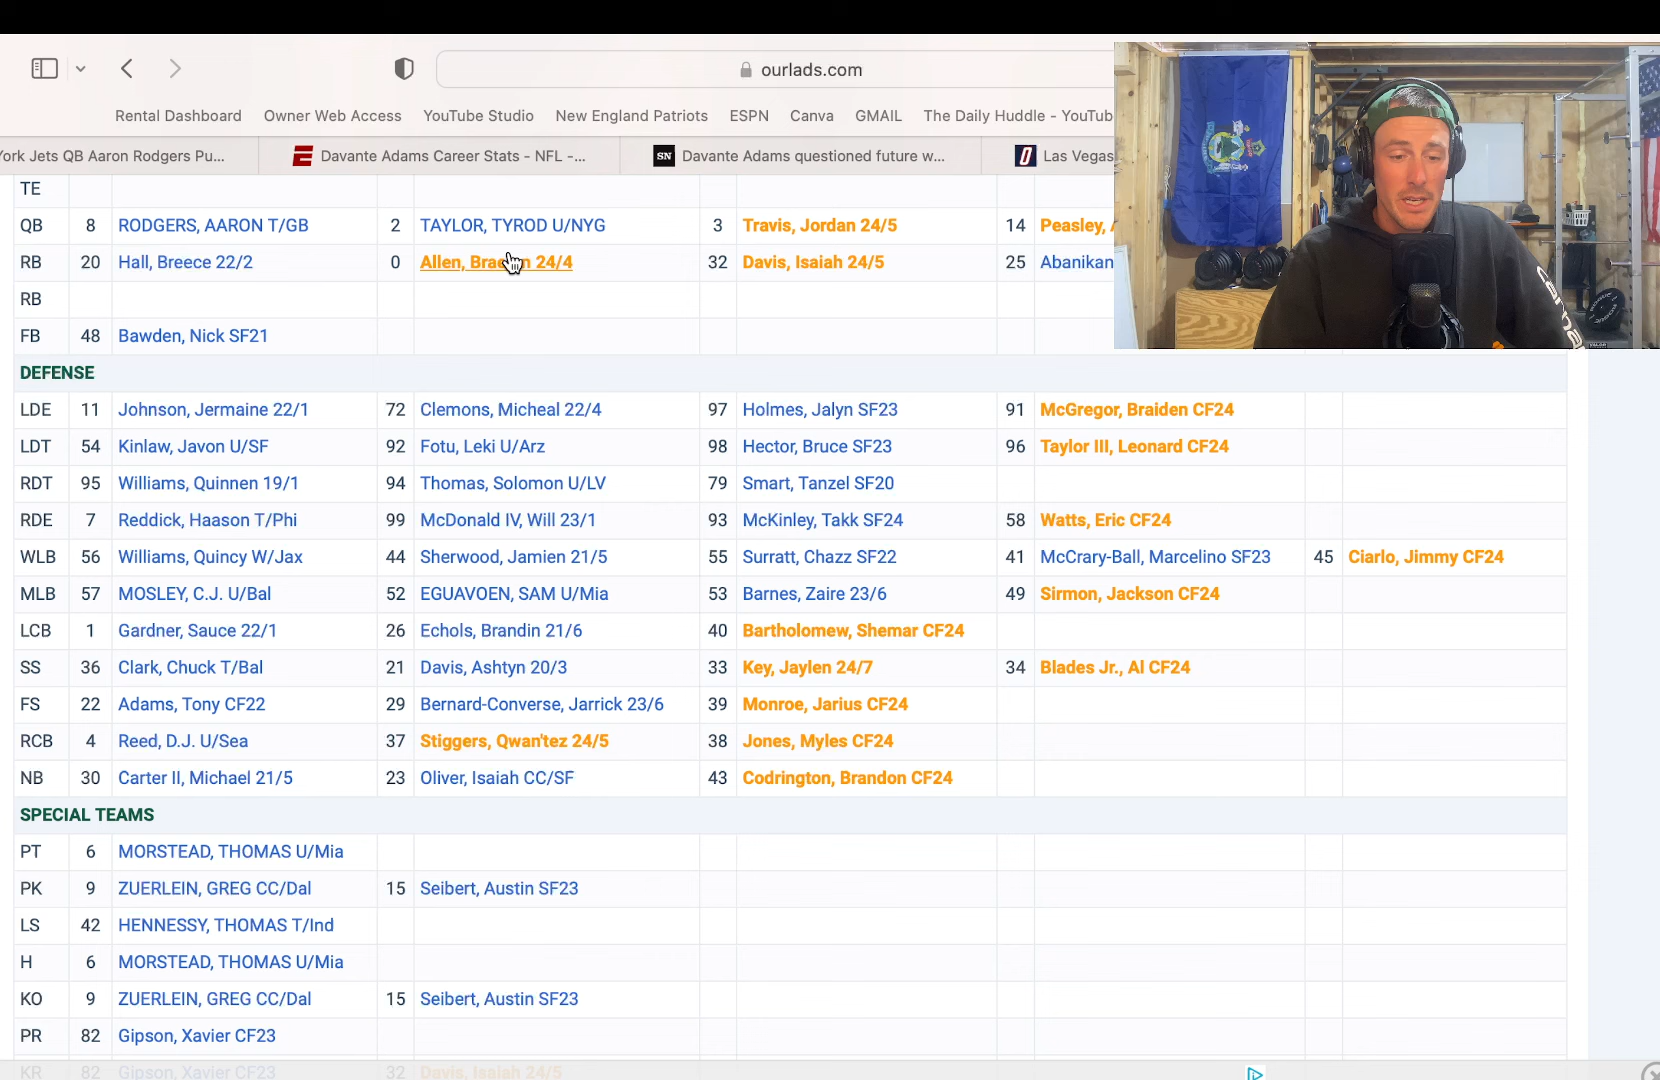 ourlads.com
Rental Dashboard Owner Web Access YouTube Studio New England Patriots ESPN Canva GMAIL The Daily Huddle - YouTub
York Jets QB Aaron Rodgers Pu... Davante Adams Career Stats - NFL -... SN Davante Adams questioned future w... Las Vegas
TE
QB 8 RODGERS, AARON T/GB 2 TAYLOR, TYROD U/NYG 3 Travis, Jordan 24/5 14 Peasley,
RB 20 Hall, Breece 22/2 0 Allen, 24/4 32 Davis, Isaiah 24/5 25 Abanikan
RB
FB 48 Bawden, Nick SF21
DEFENSE
LDE 11 Johnson, Jermaine 22/1 72 Clemons, Micheal 22/4 97 Holmes, Jalyn SF23 91 McGregor, Braiden CF24
LDT 54 Kinlaw, Javon U/SF 92 Fotu, Leki U/Arz 98 Hector, Bruce SF23 96 Taylor III, Leonard CF24
RDT 95 Williams, Quinnen 19/1 94 Thomas, Solomon U/LV 79 Smart, Tanzel SF20
RDE 7 Reddick, Haason T/Phi 99 McDonald IV, Will 23/1 93 McKinley, Takk SF24 58 Watts, Eric CF24
WLB 56 Williams, Quincy W/Jax 44 Sherwood, Jamien 21/5 55 Surratt, Chazz SF22 41 McCrary-Ball, Marcelino SF23 45 Ciarlo, Jimmy CF24
MLB 57 MOSLEY, C.J. U/Bal 52 EGUAVOEN, SAM U/Mia 53 Barnes, Zaire 23/6 49 Sirmon, Jackson CF24
LCB 1 Gardner, Sauce 22/1 26 Echols, Brandin 21/6 40 Bartholomew, Shemar CF24
SS 36 Clark, Chuck T/Bal 21 Davis, Ashtyn 20/3 33 Key, Jaylen 24/7 34 Blades Jr., Al CF24
FS 22 Adams, Tony CF22 29 Bernard-Converse, Jarrick 23/6 39 Monroe, Jarius CF24
RCB 4 Reed, D.J. U/Sea 37 Stiggers, Qwan'tez 24/5 38 Jones, Myles CF24
NB 30 Carter II, Michael 21/5 23 Oliver, Isaiah CC/SF 43 Codrington, Brandon CF24
SPECIAL TEAMS
PT 6 MORSTEAD, THOMAS U/Mia
PK 9 ZUERLEIN, GREG CC/Dal 15 Seibert, Austin SF23
LS 42 HENNESSY, THOMAS T/Ind
H 6 MORSTEAD, THOMAS U/Mia
KO 9 ZUERLEIN, GREG CC/Dal 15 Seibert, Austin SF23
PR 82 Gipson, Xavier CF23
KR 82 Gipson, Xavier CF23 32 Davis, Isaiah 24/5